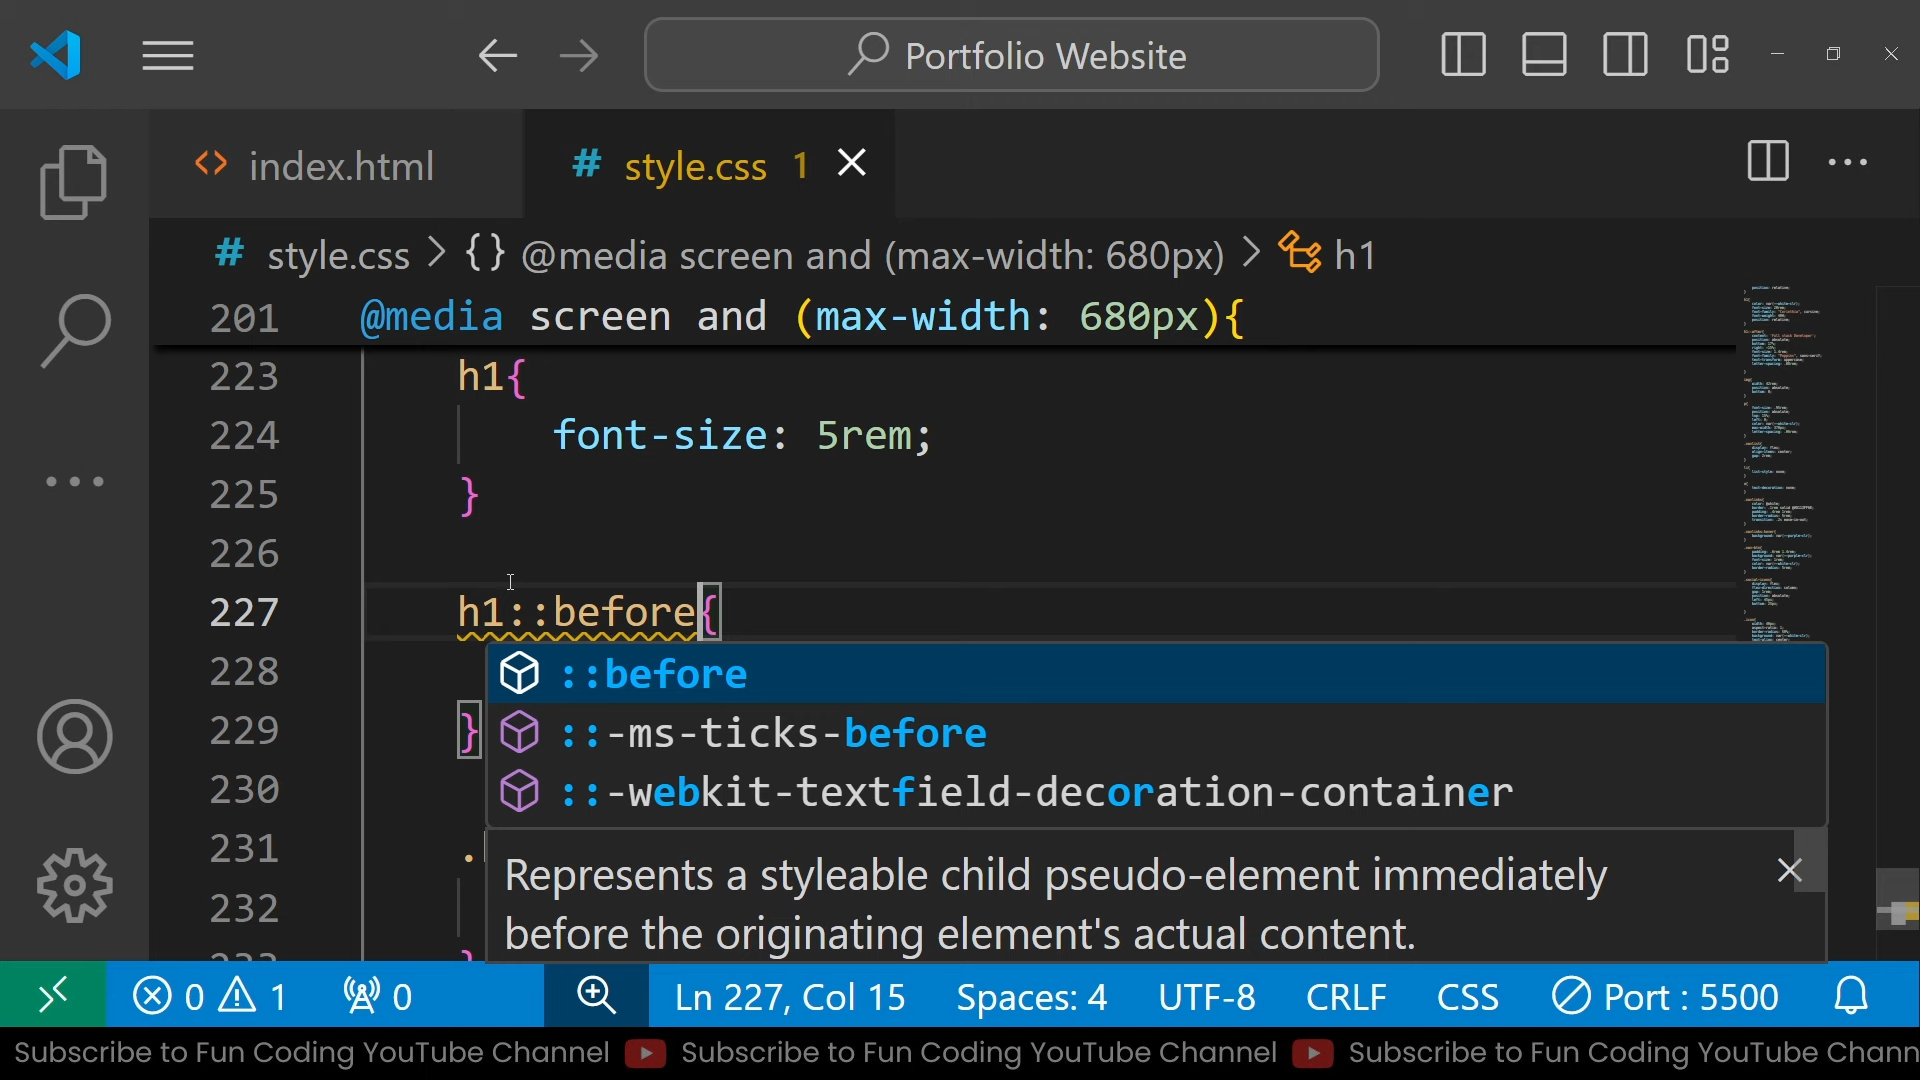 Portfolio Website
index.html
# style.css 1
# style.css > {} @media screen and (max-width: 680px) > h1
201 @media screen and (max-width: 680px){
223 h1{
224 font-size: 5rem;
225 }
226
227 h1::before{
228
::before
229 }
::-ms-ticks-before
230
::-webkit-textfield-decoration-container
231 .
Represents a styleable child pseudo-element immediately
232
before the originating element's actual content.
0 1 0 Ln 227, Col 15 Spaces: 4 UTF-8 CRLF CSS Port : 5500
Subscribe to Fun Coding YouTube Channel Subscribe to Fun Coding YouTube Channel Subscribe to Fun Coding YouTube Chann